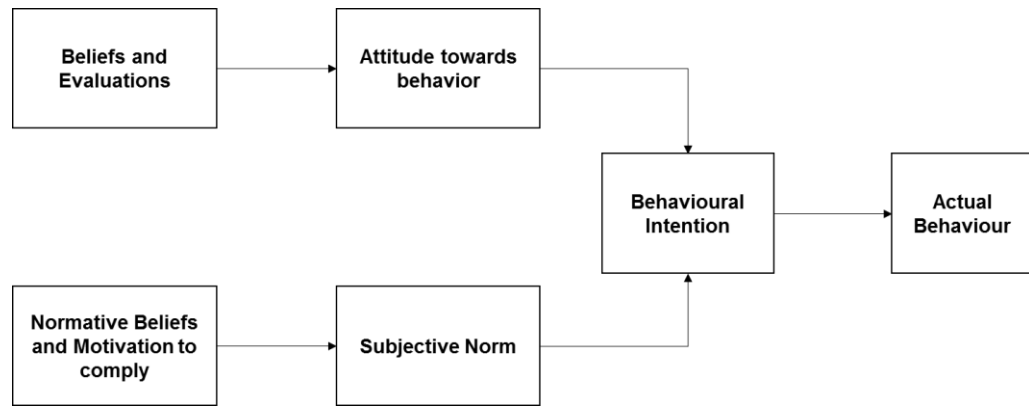 Beliefs and
Evaluations
Attitude towards
behavior
Behavioural
Intention
Actual
Behaviour
Normative Beliefs
and Motivation to
comply
Subjective Norm